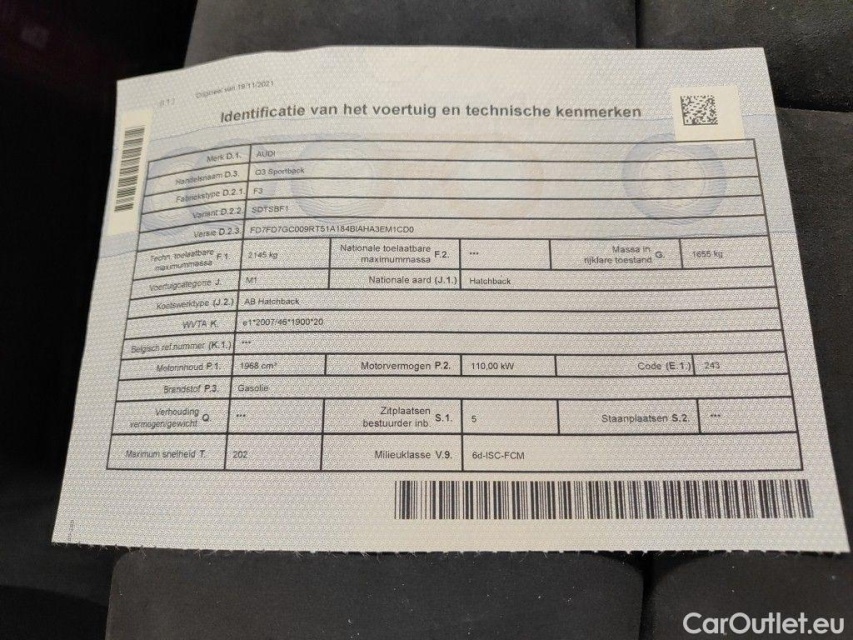 Opgemaakt van 18/11/2021
Identificatie van het voertuig en technische kenmerken
Merk D.1. AUDI
Handelsnaam D.3. Q3 Sportback
Fabriekstype D.2.1. F3
Variant D.2.2. SDTSBF1
Versie D.2.3. FD7FD7GC009RT51A184BIAHA3EM1CD0
Techn. toelaatbare maximummassa F.1. 2145 kg Nationale toelaatbare maximummassa F.2. --- Massa in rijklare toestand G. 1655 kg
Voertuigcategorie J. M1 Nationale aard (J.1.) Hatchback
Koetswerktype (J.2.) AB Hatchback
WVTA K. e1*2007/46*1900*20
Belgisch ref.nummer (K.1.) ---
Motorinhoud P.1. 1968 cm³ Motorvermogen P.2. 110,00 kW Code (E.1.) 243
Brandstof P.3. Gasolie
Verhouding vermogen/gewicht Q. --- Zitplaatsen bestuurder inb. S.1. 5 Staanplaatsen S.2. ---
Maximum snelheid T. 202 Milieuklasse V.9. 6d-ISC-FCM
CarOutlet.eu